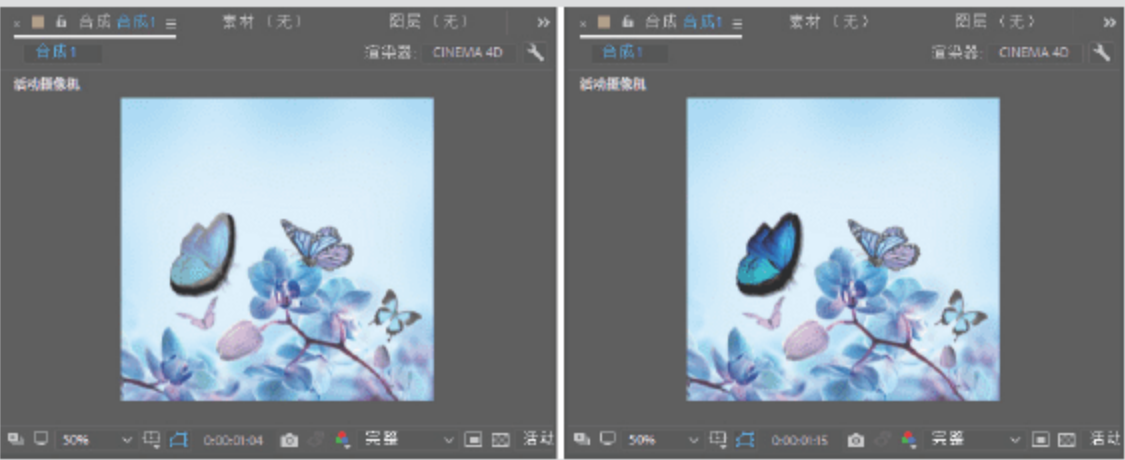 × 合成 合成1 ≡ 素材（无） 图层（无） »
合成1 渲染器: CINEMA 4D
活动摄像机
50% 0:00:01:04 完整 活动
× 合成 合成1 ≡ 素材（无） 图层（无） »
合成1 渲染器: CINEMA 4D
活动摄像机
50% 0:00:01:15 完整 活动